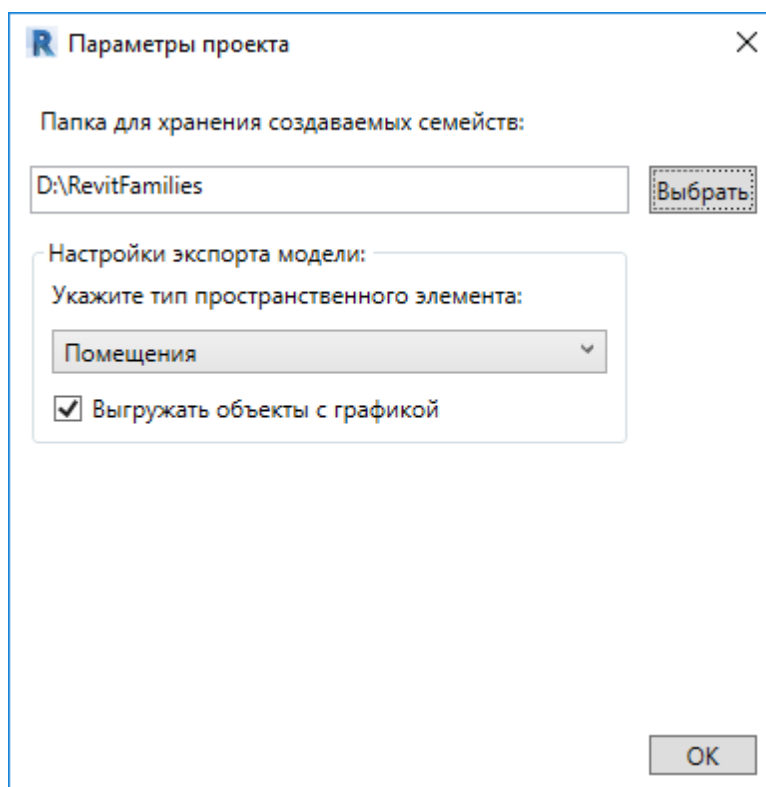 Параметры проекта
Папка для хранения создаваемых семейств:
D:\RevitFamilies
Выбрать
Настройки экспорта модели:
Укажите тип пространственного элемента:
Помещения
Выгружать объекты с графикой
ОК